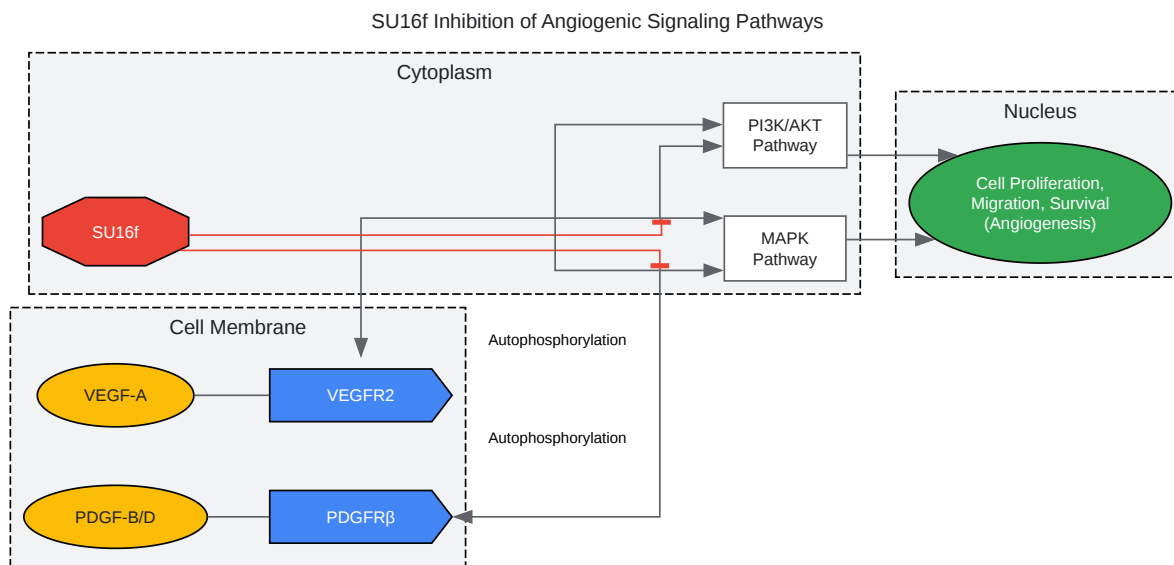 SU16f Inhibition of Angiogenic Signaling Pathways
Cytoplasm
PI3K/AKT
Pathway
Nucleus
Cell Proliferation,
Migration, Survival
(Angiogenesis)
SU16f
MAPK
Pathway
Cell Membrane
Autophosphorylation
VEGF-A
VEGFR2
Autophosphorylation
PDGF-B/D
PDGFRβ